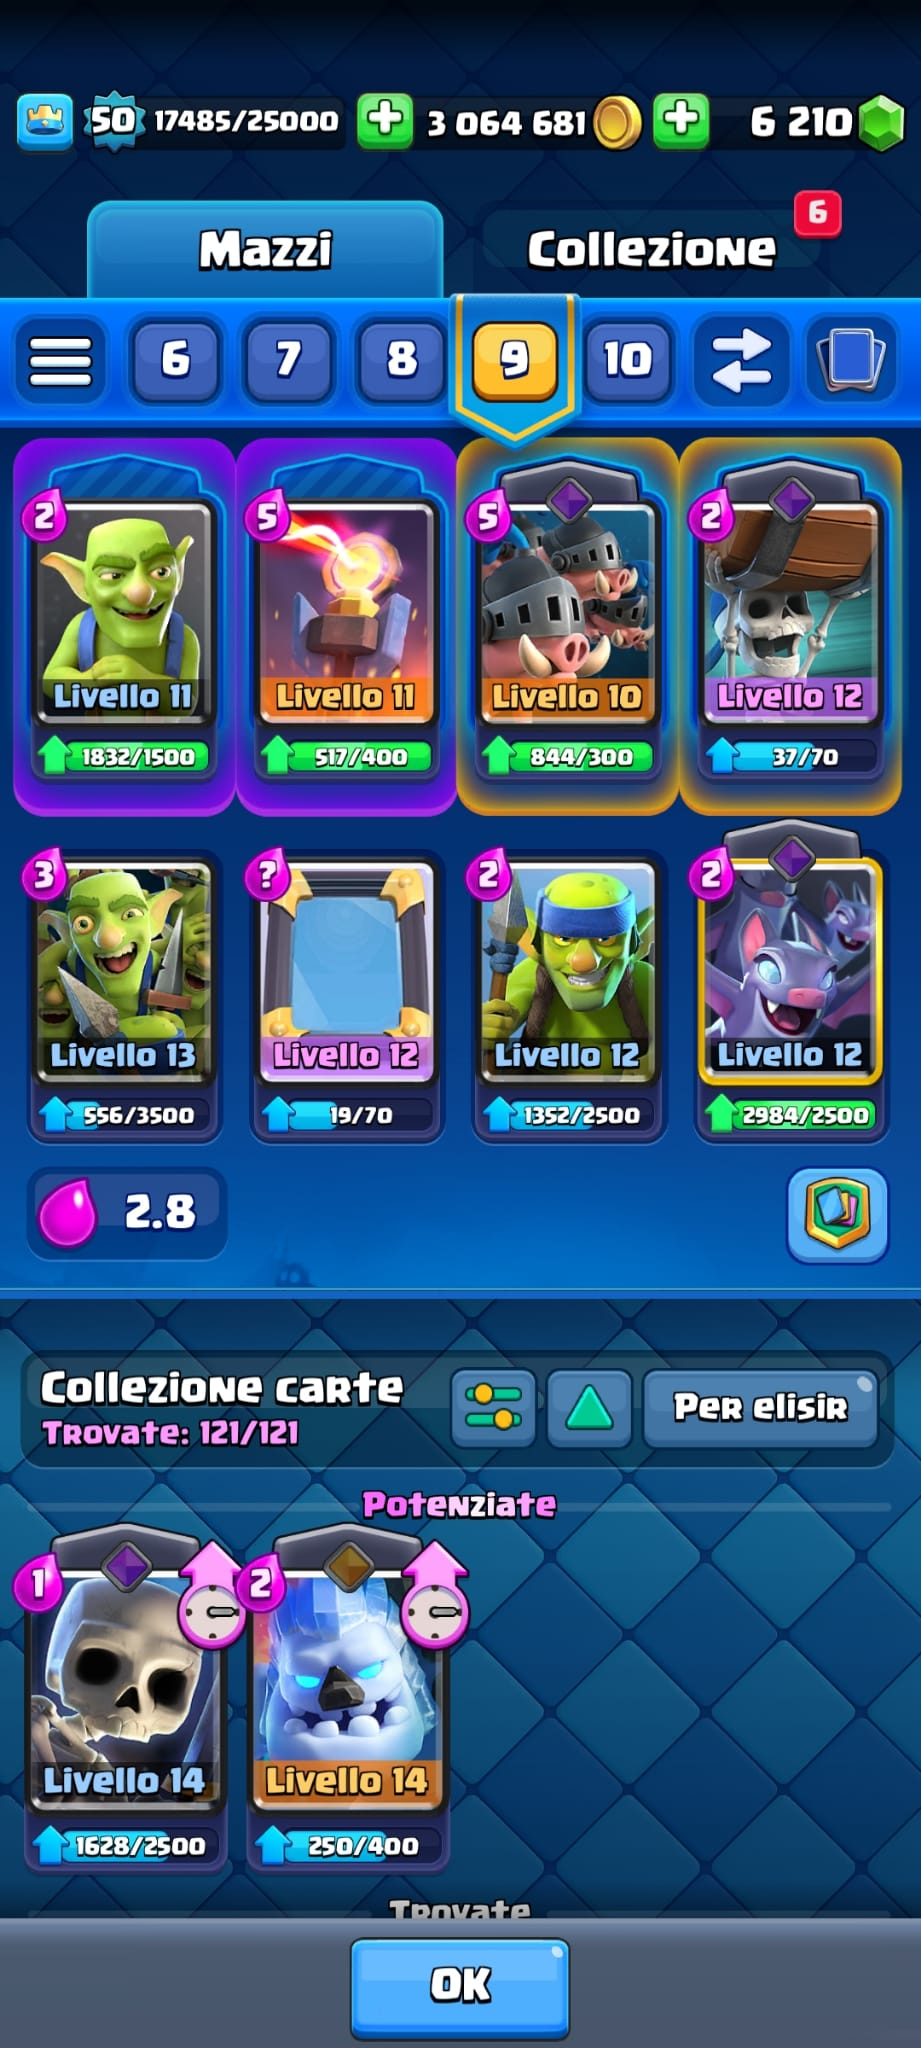 50 17485/25000 3 064 681 6 210
Mazzi Collezione 6
6 7 8 9 10
2 5 5 2
Livello 11 Livello 11 Livello 10 Livello 12
1832/1500 517/400 844/300 37/70
3 ? 2 2
Livello 13 Livello 12 Livello 12 Livello 12
556/3500 19/70 1352/2500 2984/2500
2.8
Collezione carte
Trovate: 121/121
Per elisir
Potenziate
1 2
Livello 14 Livello 14
1628/2500 250/400
Trovate
OK